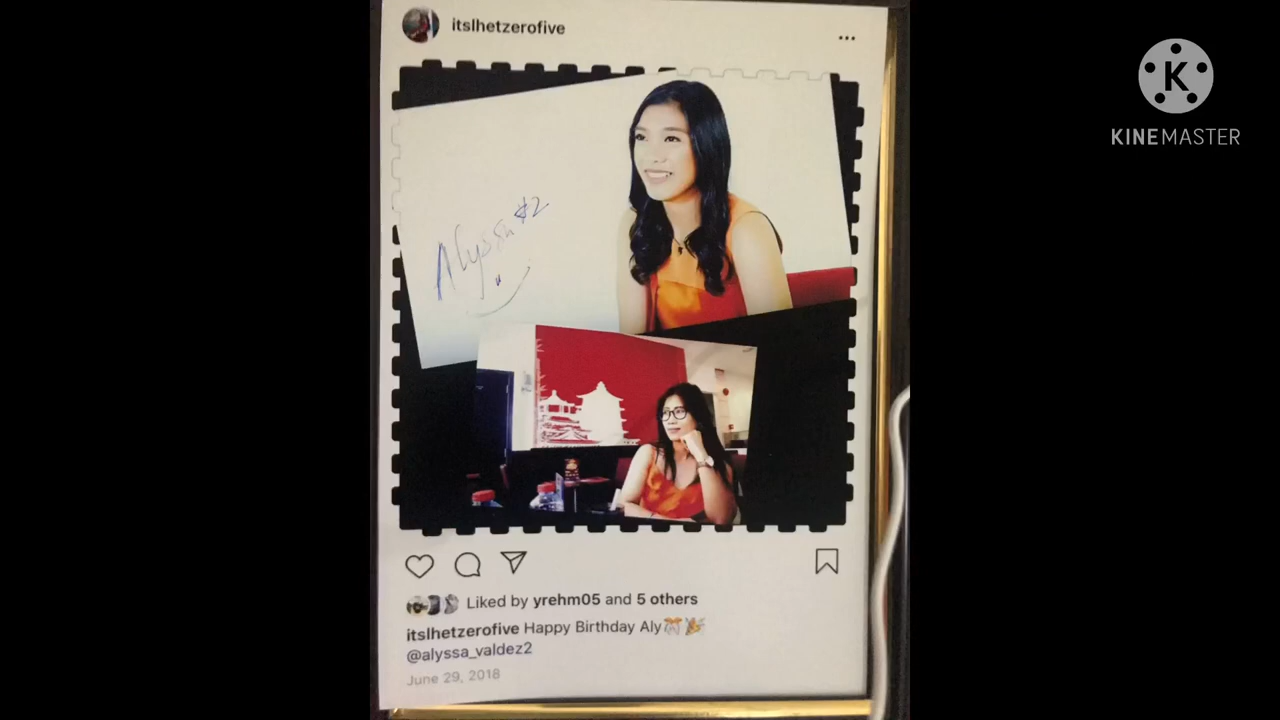 itslhetzerofive
KINEMASTER
Alyssa #2
Liked by yrehm05 and 5 others
itslhetzerofive Happy Birthday Aly🎊🎉
@alyssa_valdez2
June 29, 2018